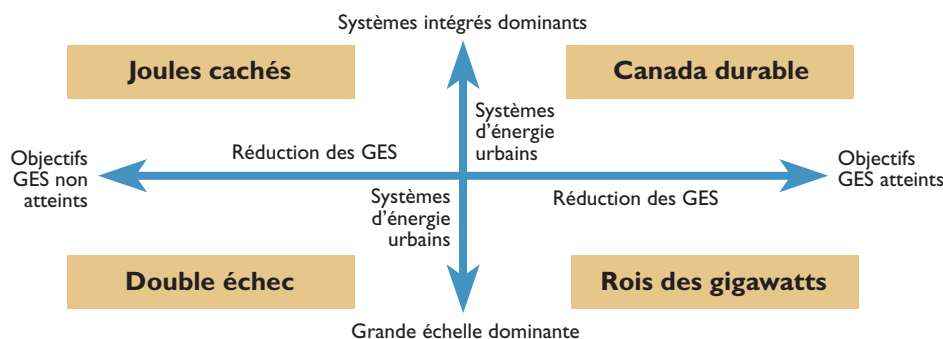 Systèmes intégrés dominants
Joules cachés
Canada durable
Systèmes
d'énergie
urbains
Réduction des GES
Objectifs
GES non
atteints
Objectifs
GES atteints
Systèmes
d'énergie
urbains
Réduction des GES
Double échec
Rois des gigawatts
Grande échelle dominante